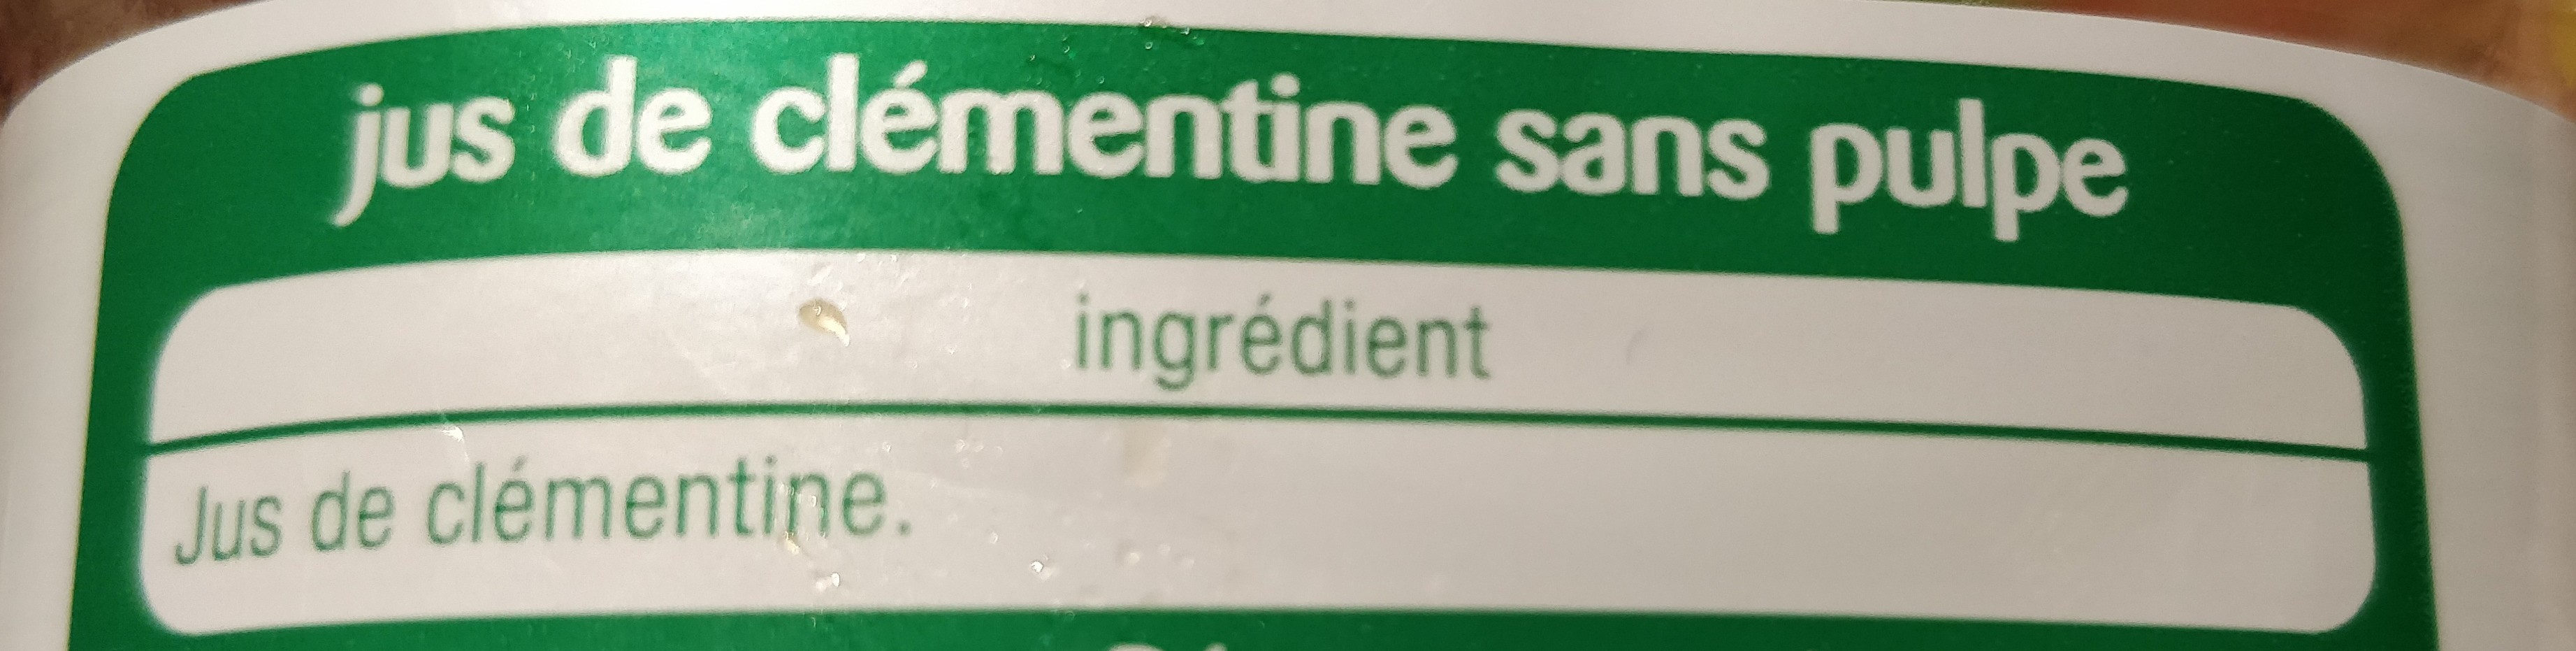 jus de clémentine sans pulpe
ingrédient
Jus de clémentine.